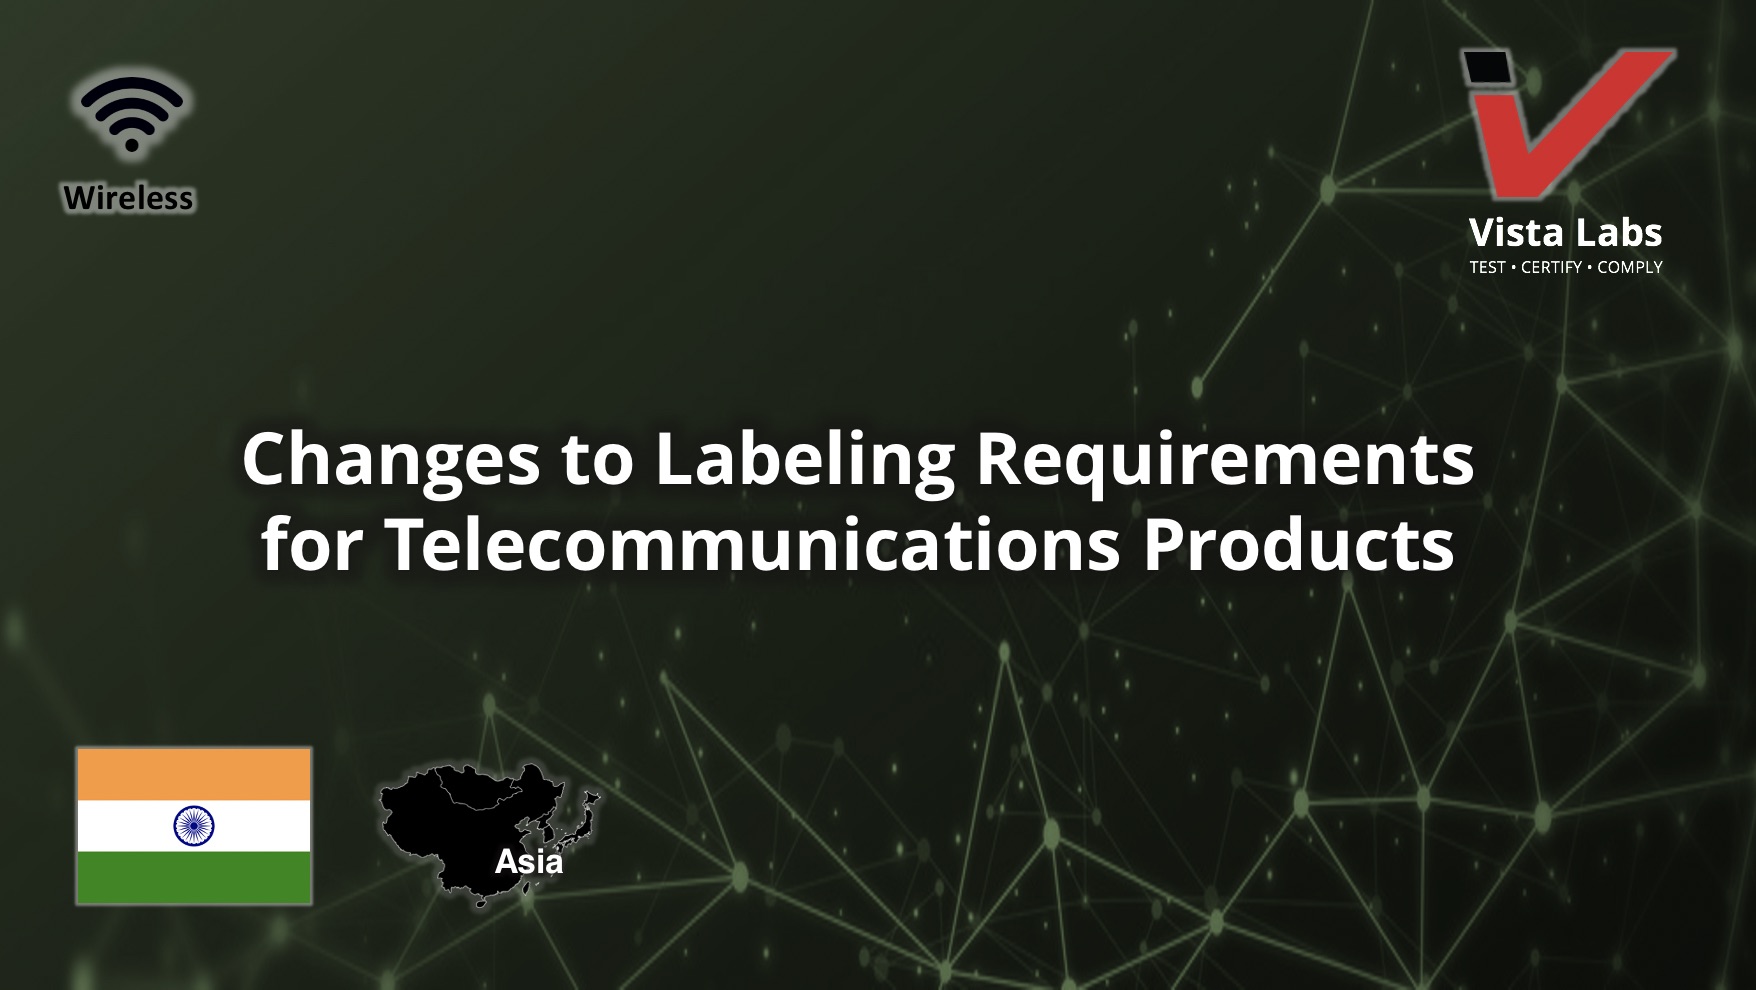 Wireless
Vista Labs
TEST • CERTIFY • COMPLY
Changes to Labeling Requirements
for Telecommunications Products
Asia